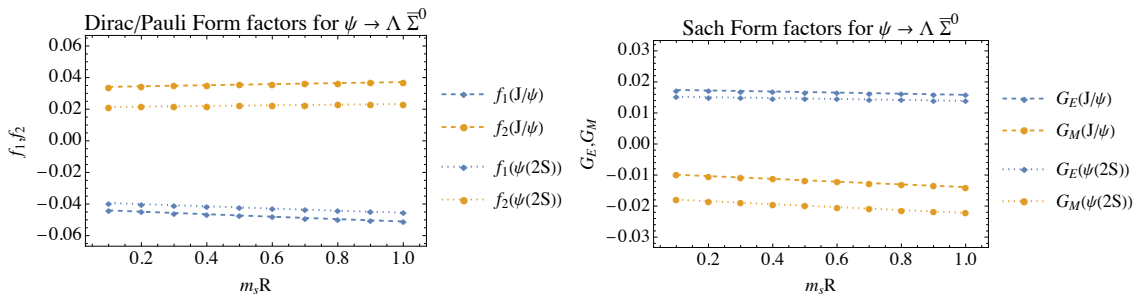 Dirac/Pauli Form factors for ψ → Λ Σ̅⁰
0.06
0.04
0.02
0.00
−0.04
−0.06
f₁,f₂
0.2
0.4
0.6
0.8
1.0
mₛR
f₁(J/ψ)
f₂(J/ψ)
f₁(ψ(2S))
f₂(ψ(2S))
Sach Form factors for ψ → Λ Σ̅⁰
0.03
0.02
0.01
0.00
−0.01
−0.02
−0.03
G_E,G_M
0.2
0.4
0.6
0.8
1.0
mₛR
G_E(J/ψ)
G_M(J/ψ)
G_E(ψ(2S))
G_M(ψ(2S))